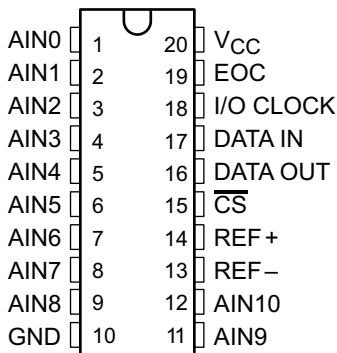 AIN0 1 20 VCC
AIN1 2 19 EOC
AIN2 3 18 I/O CLOCK
AIN3 4 17 DATA IN
AIN4 5 16 DATA OUT
AIN5 6 15 C̅S̅
AIN6 7 14 REF+
AIN7 8 13 REF–
AIN8 9 12 AIN10
GND 10 11 AIN9